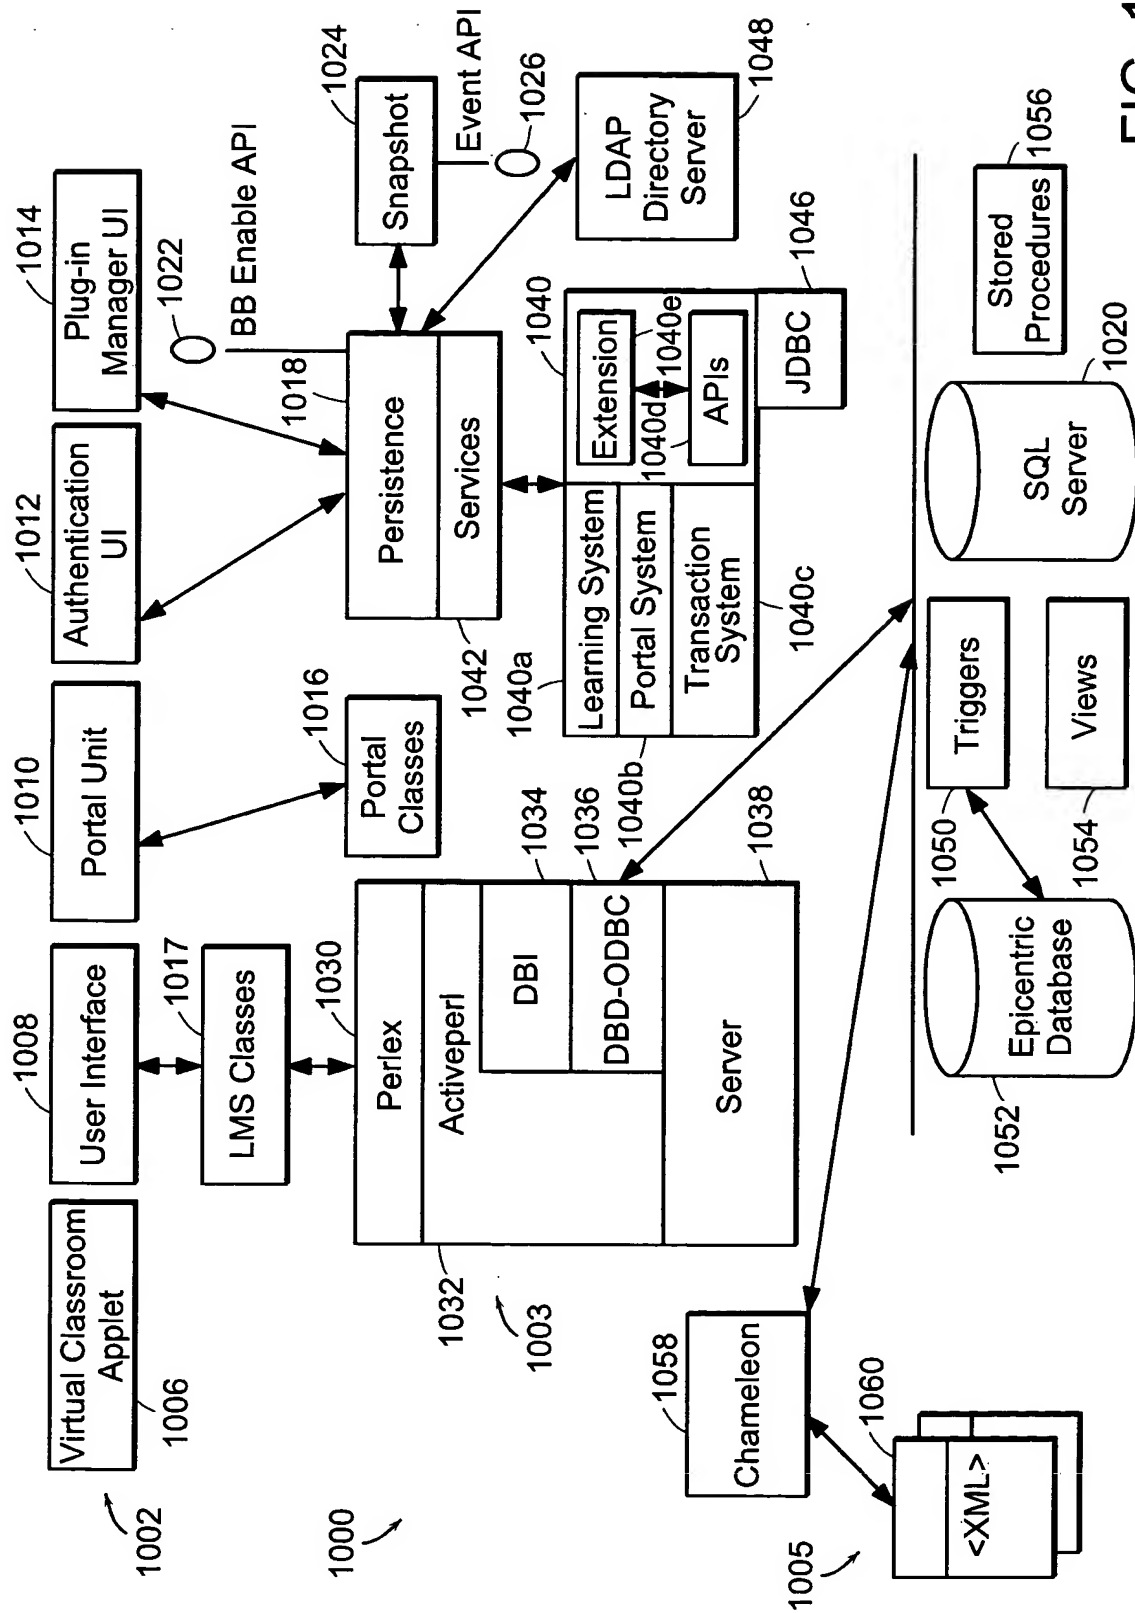 1002
Virtual Classroom
Applet
1006
1008
User Interface
1010
Portal Unit
1012
Authentication
UI
1014
Plug-in
Manager UI
1017
LMS Classes
1016
Portal
Classes
1022
BB Enable API
1018
Persistence
Services
1042
1024
Snapshot
Event API
1026
LDAP
Directory
Server
1048
1000
1030
Perlex
Activeperl
1032
1003
DBI
1034
DBD-ODBC
1036
Server
1038
1040a
Learning System
Portal System
1040b
Transaction
System
1040c
1040
Extension
1040e
1040d
APIs
JDBC
1046
1058
Chameleon
1060
<XML>
1005
Epicentric
Database
1052
1050
Triggers
1054
Views
SQL
Server
1020
Stored
Procedures
1056
FIG. 1